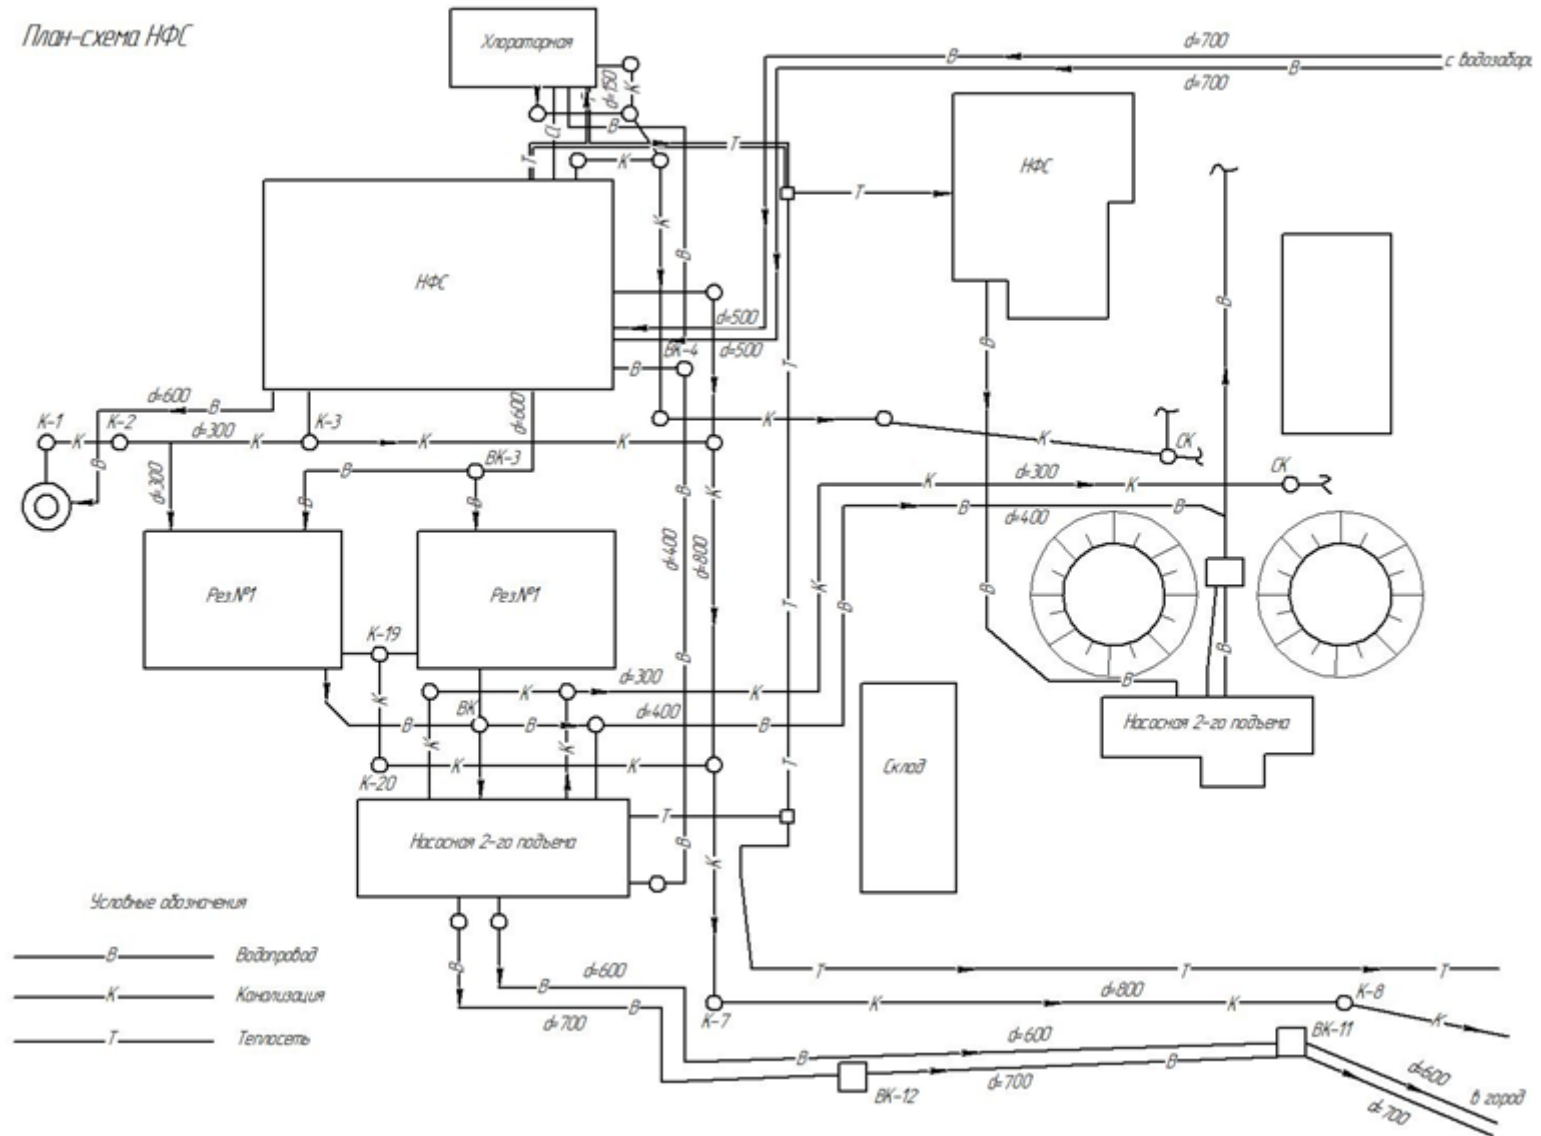 План-схема НФС
Хлораторная
d=700
В
с водозабор
В
d=700
d=150
К
В
Cl
Т
К
Т
НФС
Т
К
В
НФС
В
d=500
d=500
ВК-4
В
В
Т
d=600
В
d=600
К-1
К
К-2
d=300
К
К-3
К
К
К
К
СК
ВК-3
В
В
d=300
В
В
К
К
d=300
К
СК
В
В
d=400
В
d=400
d=800
Рез.№1
Рез.№1
К
В
Т
В
К-19
В
В
К
К
d=300
К
В
В
ВК
В
d=400
В
К
К
К-20
К
К
Т
Насосная 2-го подъема
Склад
Насосная 2-го подъема
Т
В
К
Условные обозначения
В
Водопровод
К
Канализация
Т
Теплосеть
В
d=600
В
В
d=700
Т
Т
Т
К-7
К
d=800
К
К-8
К
d=600
ВК-11
В
В
d=700
ВК-12
d=600
в город
d=700